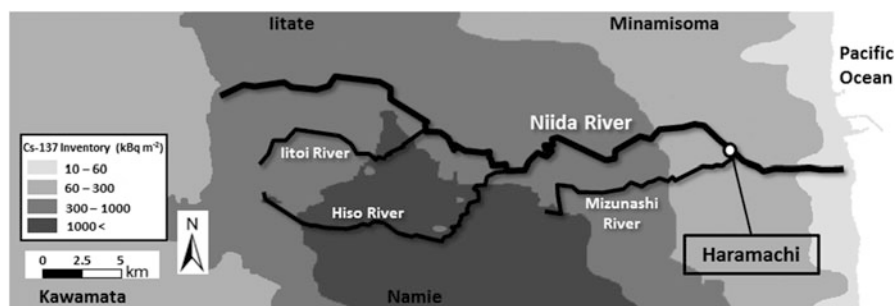 Iitate
Minamisoma
Pacific
Ocean
Niida River
Cs-137 Inventory (kBq m⁻²)
10 – 60
60 – 300
300 - 1000
1000 <
Iitoi River
Hiso River
Mizunashi
River
N
Haramachi
0 2.5 5
km
Kawamata
Namie